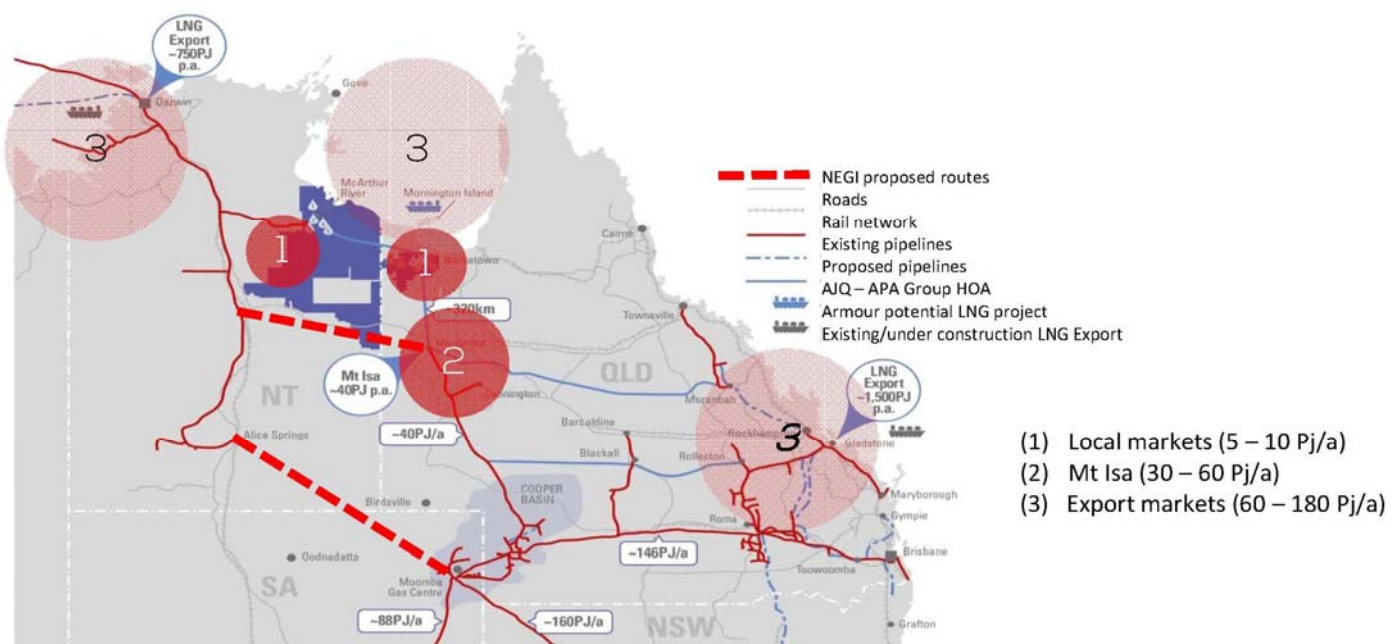 LNG
Export
~750PJ
p.a.
Darwin
Gove
3
3
McArthur
River
Mornington Island
1
1
~320km
Cairns
Townsville
NEGI proposed routes
Roads
Rail network
Existing pipelines
Proposed pipelines
AJQ – APA Group HOA
Armour potential LNG project
Existing/under construction LNG Export
2
Mt Isa
~40PJ p.a.
NT
QLD
Moranbah
LNG
Export
~1,500PJ
p.a.
Alice Springs
~40PJ/a
Barcaldine
Blackall
Rolleston
3
Gladstone
(1) Local markets (5 – 10 Pj/a)
(2) Mt Isa (30 – 60 Pj/a)
(3) Export markets (60 – 180 Pj/a)
Birdsville
COOPER
BASIN
Maryborough
Gympie
Roma
Oodnadatta
~146PJ/a
Brisbane
Toowoomba
SA
Moomba
Gas Centre
~88PJ/a
~160PJ/a
NSW
Grafton